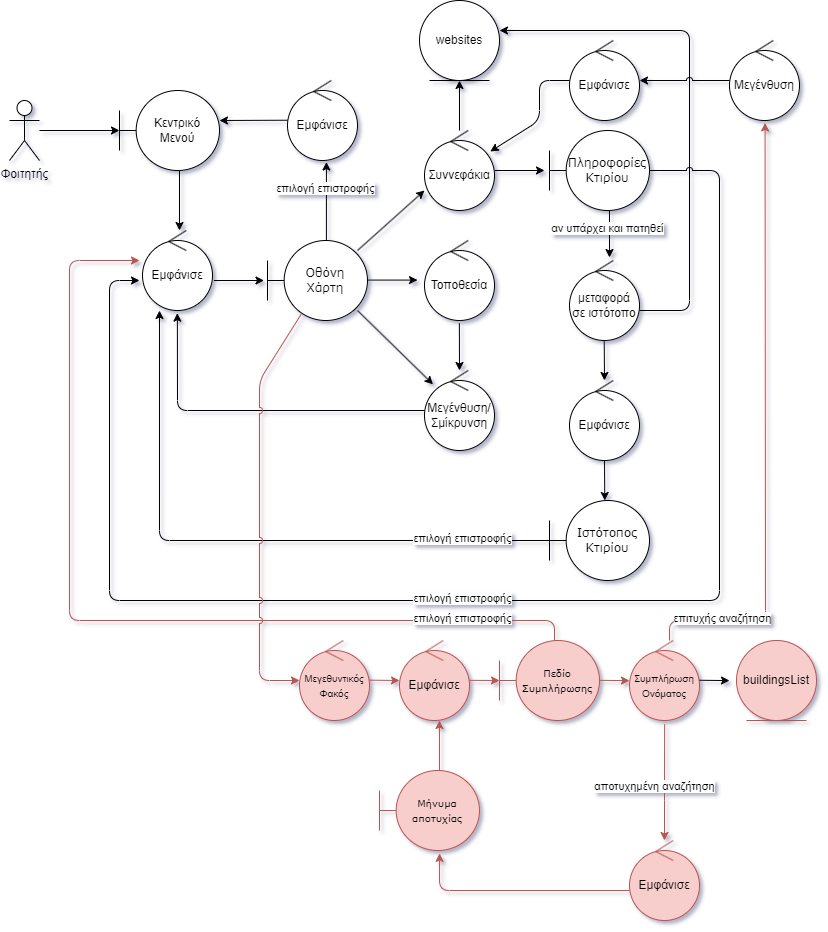 websites
Εμφάνισε
Μεγένθυση
Κεντρικό
Μενού
Εμφάνισε
Φοιτητής
επιλογή επιστροφής
Συννεφάκια
Πληροφορίες
Κτιρίου
αν υπάρχει και πατηθεί
Εμφάνισε
Οθόνη
Χάρτη
Τοποθεσία
μεταφορά
σε ιστότοπο
Μεγένθυση/
Σμίκρυνση
Εμφάνισε
επιλογή επιστροφής
Ιστότοπος
Κτιρίου
επιλογή επιστροφής
επιλογή επιστροφής
επιτυχής αναζήτηση
Μεγεθυντικός
Φακός
Εμφάνισε
Πεδίο
Συμπλήρωσης
Συμπλήρωση
Ονόματος
buildingsList
αποτυχημένη αναζήτηση
Μήνυμα
αποτυχίας
Εμφάνισε